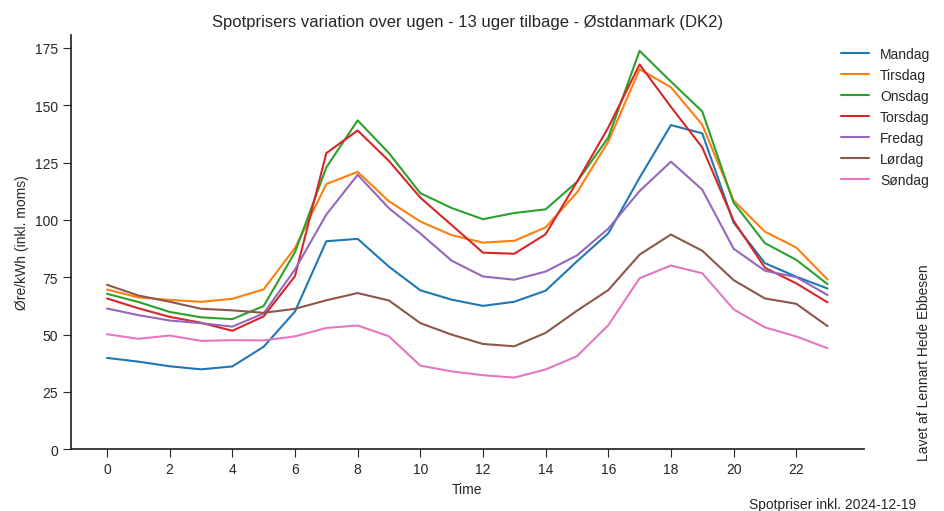 Spotprisers variation over ugen - 13 uger tilbage - Østdanmark (DK2)
Øre/kWh (inkl. moms)
175
150
125
100
75
50
25
0
0 2 4 6 8 10 12 14 16 18 20 22
Time
Mandag
Tirsdag
Onsdag
Torsdag
Fredag
Lørdag
Søndag
Lavet af Lennart Hede Ebbesen
Spotpriser inkl. 2024-12-19